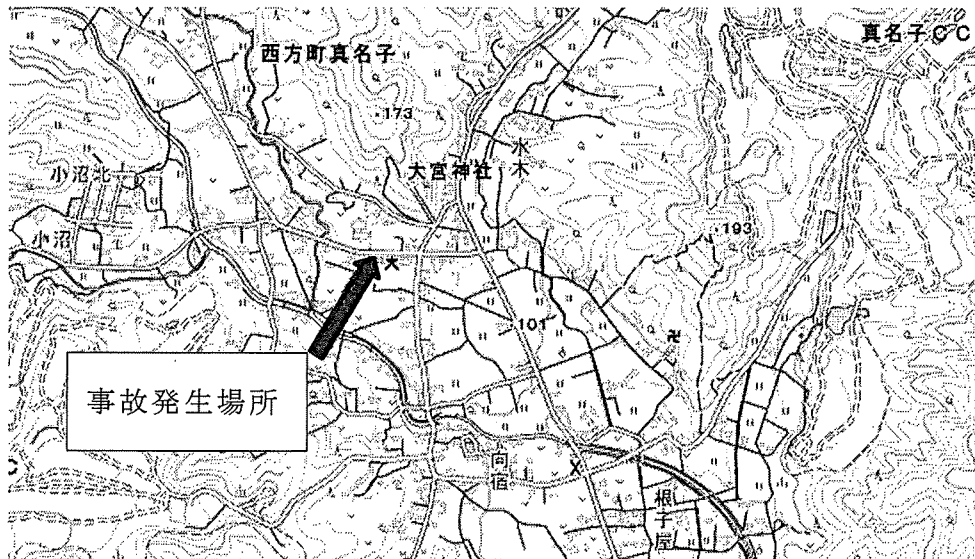 真名子CC
西方町真名子
173
水木
大宮神社
小沼北
小沼
193
101
事故発生場所
向宿
根子屋